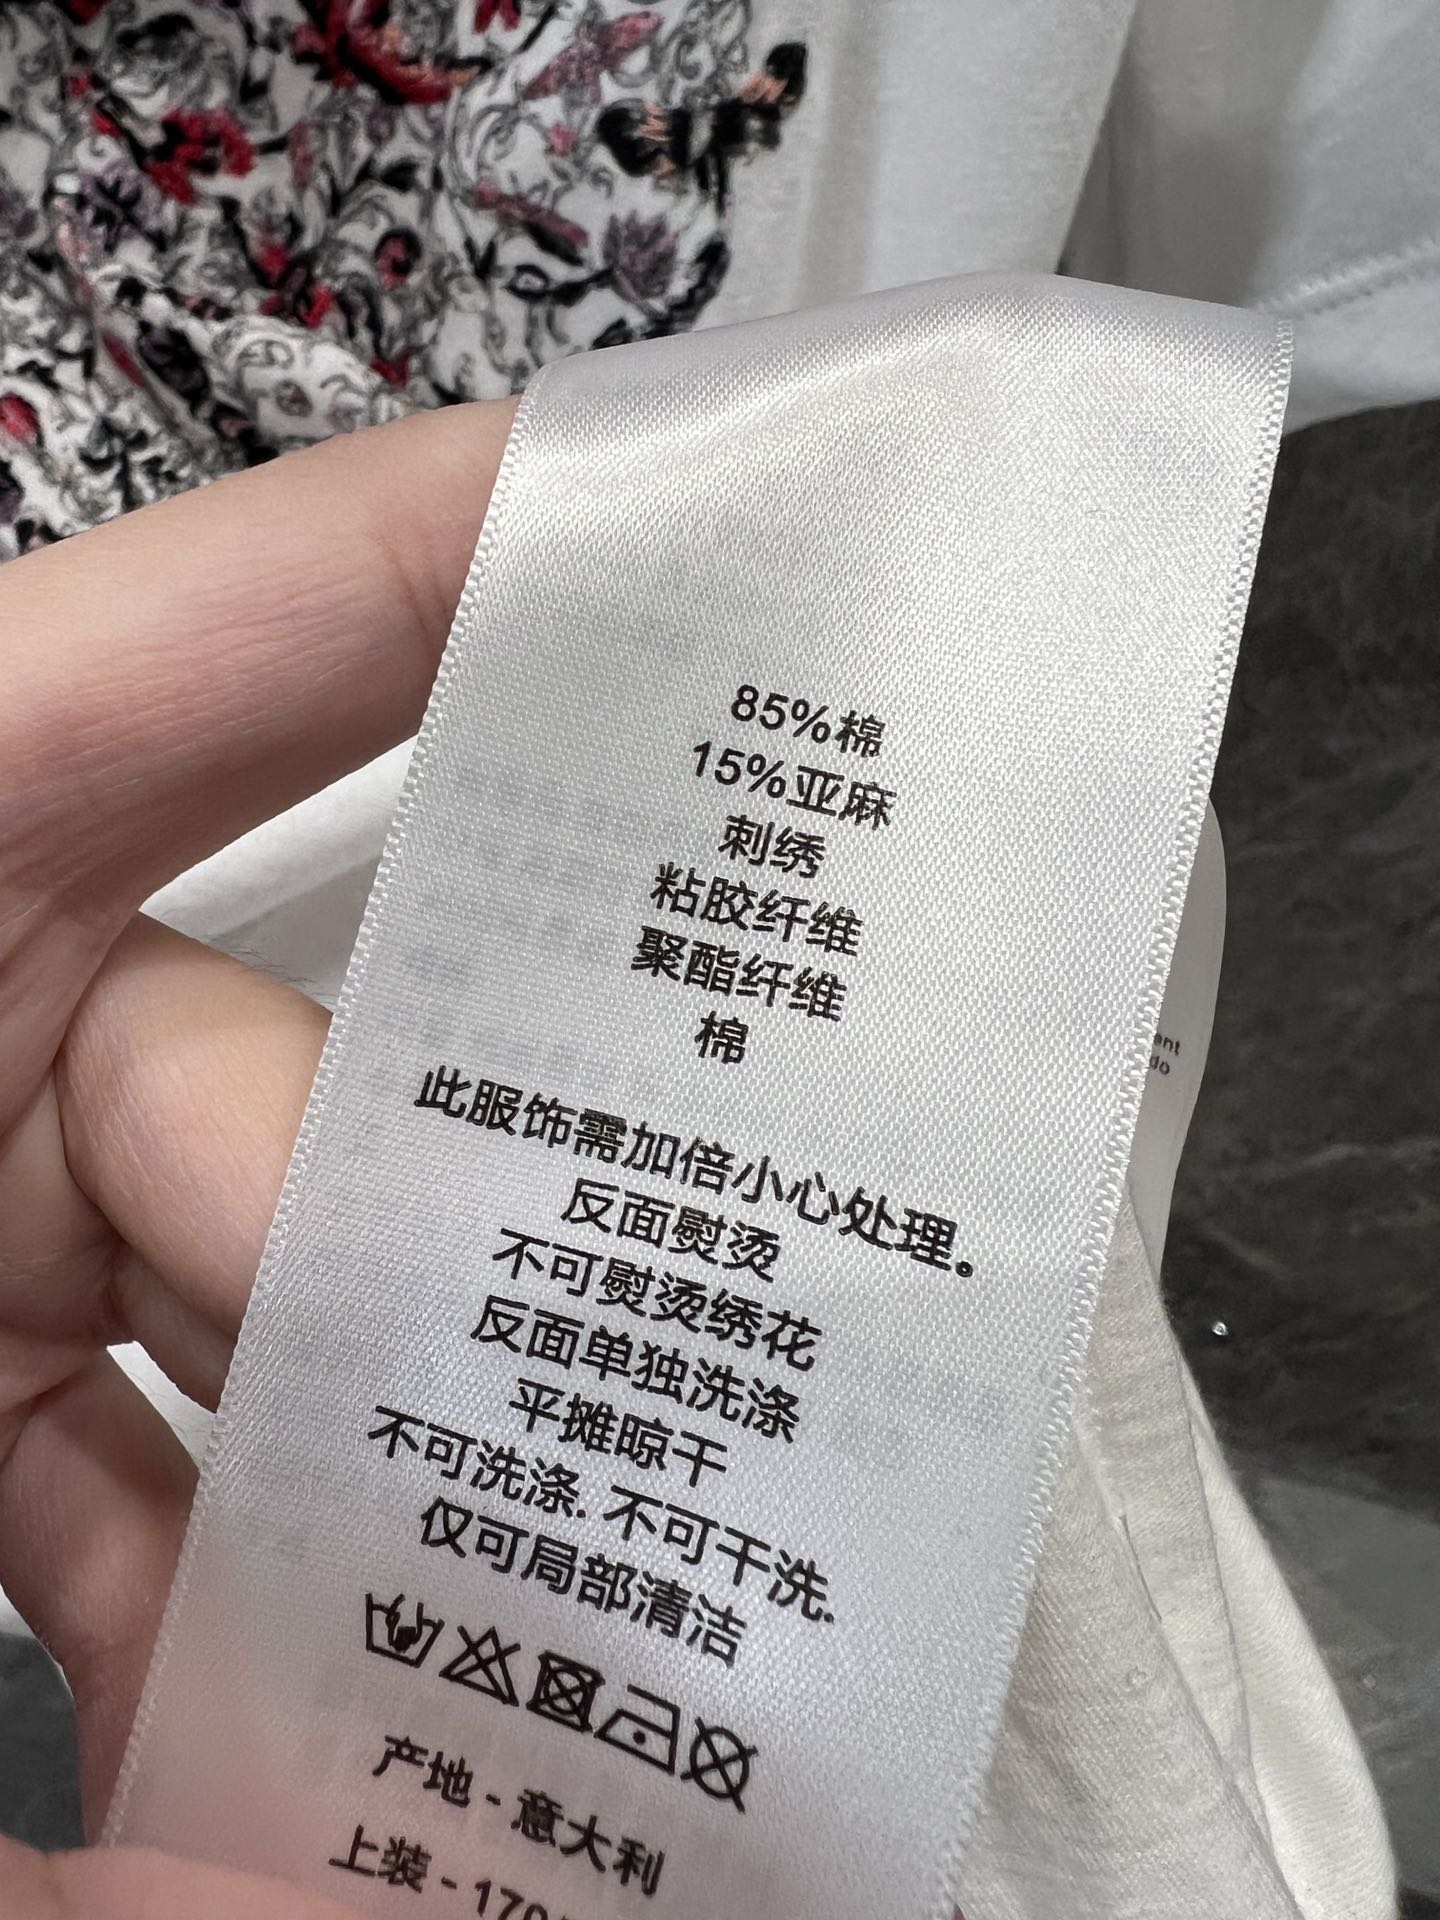 85%棉
15%亚麻
刺绣
粘胶纤维
聚酯纤维
棉
此服饰需加倍小心处理。
反面熨烫
不可熨烫绣花
反面单独洗涤
平摊晾干
不可洗涤. 不可干洗.
仅可局部清洁
产地 - 意大利
上装 - 170